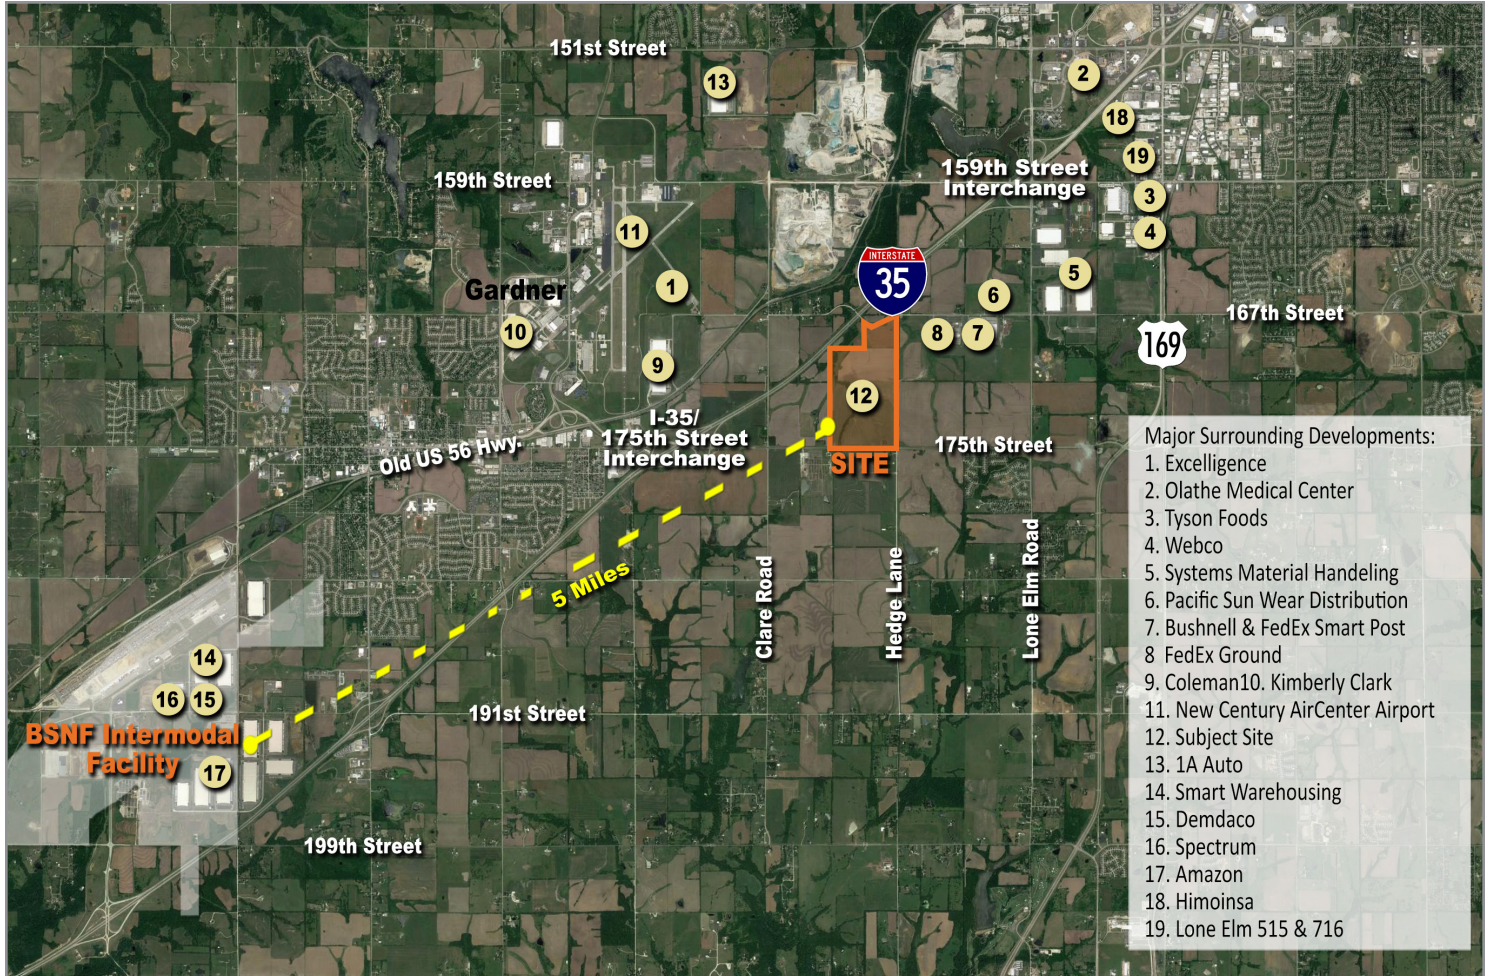 151st Street
13
2
18
19
159th Street
159th Street
Interchange
3
11
4
INTERSTATE
35
5
1
6
Gardner
167th Street
10
8
7
169
9
12
I-35/
175th Street
Interchange
Old US 56 Hwy.
175th Street
SITE
5 Miles
Clare Road
Hedge Lane
Lone Elm Road
14
16
15
191st Street
BSNF Intermodal
Facility
17
199th Street
Major Surrounding Developments:
1. Excelligence
2. Olathe Medical Center
3. Tyson Foods
4. Webco
5. Systems Material Handeling
6. Pacific Sun Wear Distribution
7. Bushnell & FedEx Smart Post
8 FedEx Ground
9. Coleman10. Kimberly Clark
11. New Century AirCenter Airport
12. Subject Site
13. 1A Auto
14. Smart Warehousing
15. Demdaco
16. Spectrum
17. Amazon
18. Himoinsa
19. Lone Elm 515 & 716